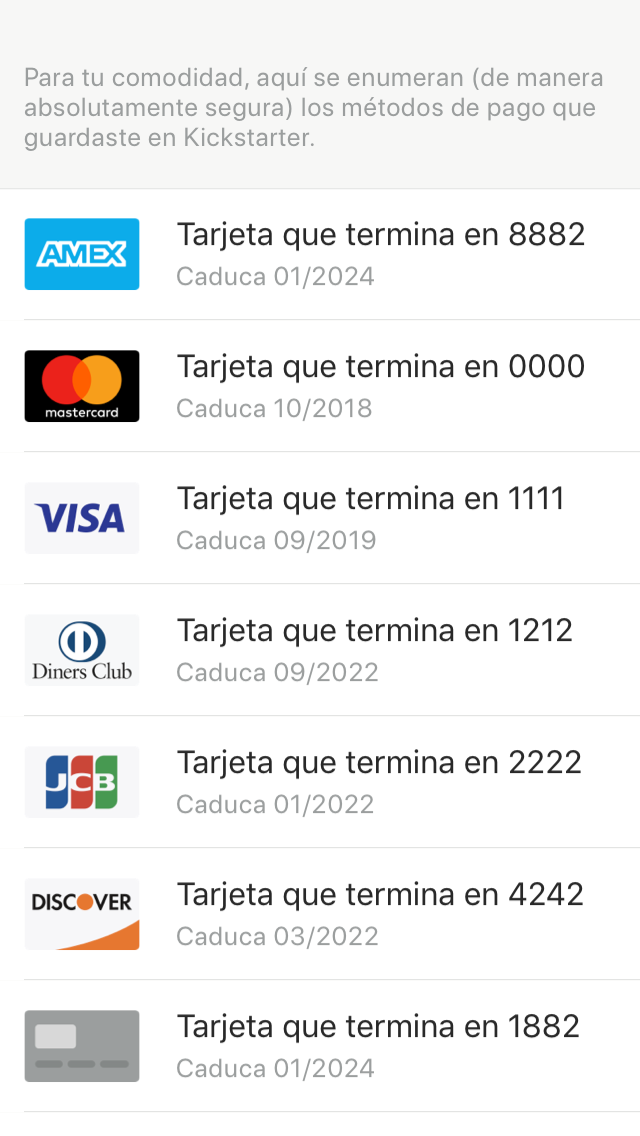 Para tu comodidad, aquí se enumeran (de manera
absolutamente segura) los métodos de pago que
guardaste en Kickstarter.
AMEX
Tarjeta que termina en 8882
Caduca 01/2024
mastercard
Tarjeta que termina en 0000
Caduca 10/2018
VISA
Tarjeta que termina en 1111
Caduca 09/2019
Diners Club
Tarjeta que termina en 1212
Caduca 09/2022
JCB
Tarjeta que termina en 2222
Caduca 01/2022
DISCOVER
Tarjeta que termina en 4242
Caduca 03/2022
Tarjeta que termina en 1882
Caduca 01/2024